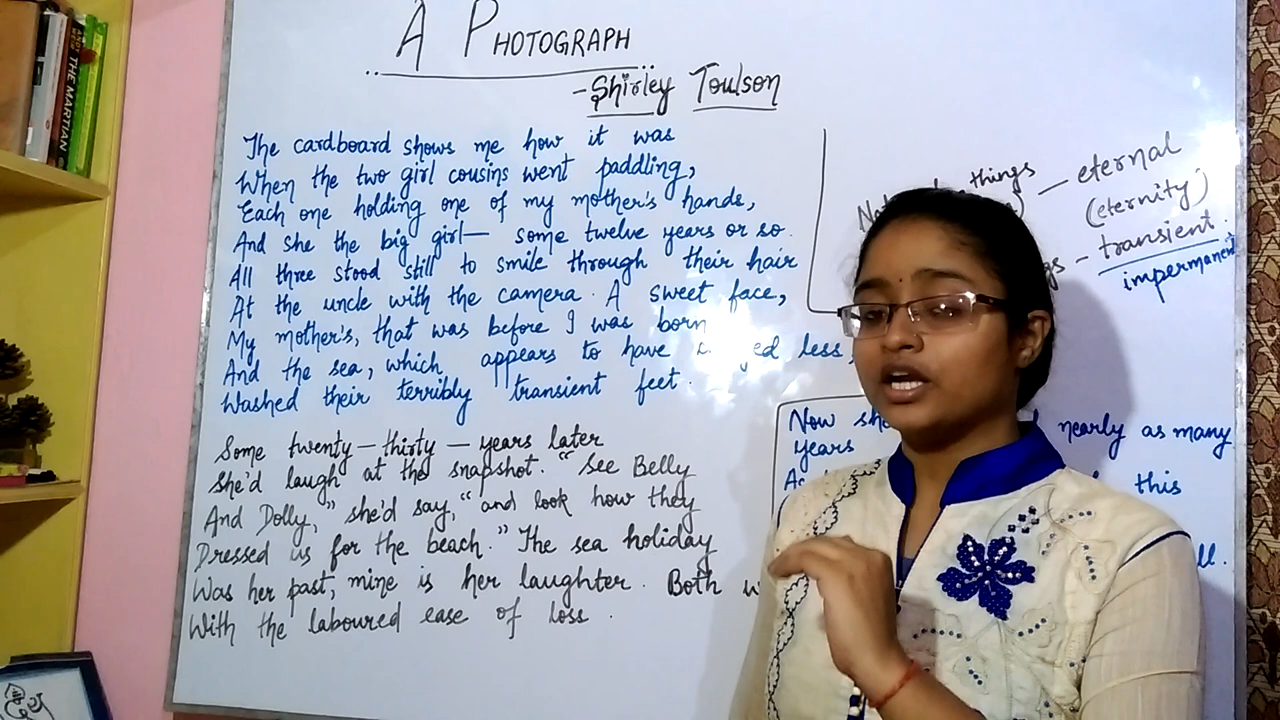 A PHOTOGRAPH
-Shirley Toulson
The cardboard shows me how it was
When the two girl cousins went paddling,
Each one holding one of my mother's hands,
And she the big girl— some twelve years or so.
All three stood still to smile through their hair
At the uncle with the camera. A sweet face,
My mother's, that was before I was born
And the sea, which appears to have less,
Washed their terribly transient feet.
Some twenty—thirty—years later
She'd laugh at the snapshot. "See Belly
And Dolly," she'd say, "and look how they
Dressed us for the beach." The sea holiday
Was her past, mine is her laughter. Both
With the laboured ease of loss.
things — eternal
(eternity)
- transient
impermanent
Now nearly as many
years
this
THE MARTIAN